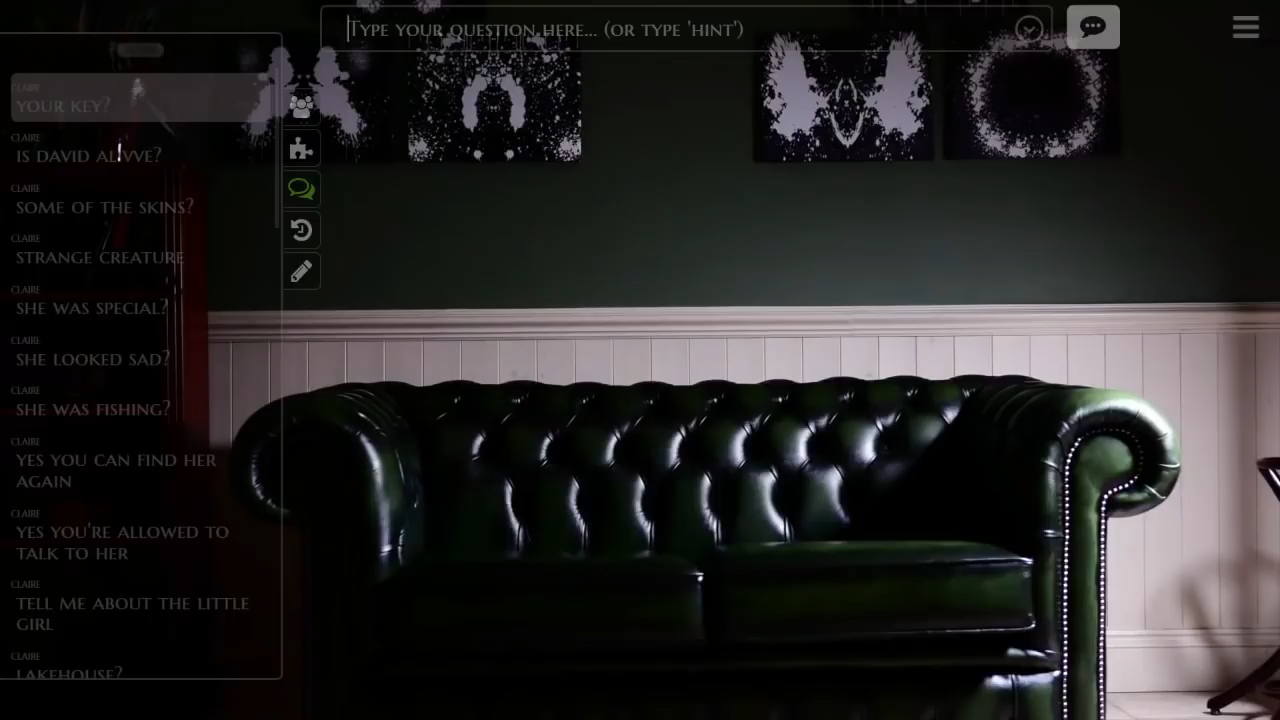 Type your question here... (or type 'hint')
CLAIRE
YOUR KEY?
CLAIRE
IS DAVID ALIVVE?
CLAIRE
SOME OF THE SKINS?
CLAIRE
STRANGE CREATURE
CLAIRE
SHE WAS SPECIAL?
CLAIRE
SHE LOOKED SAD?
CLAIRE
SHE WAS FISHING?
CLAIRE
YES YOU CAN FIND HER
AGAIN
CLAIRE
YES YOU'RE ALLOWED TO
TALK TO HER
CLAIRE
TELL ME ABOUT THE LITTLE
GIRL
CLAIRE
LAKEHOUSE?